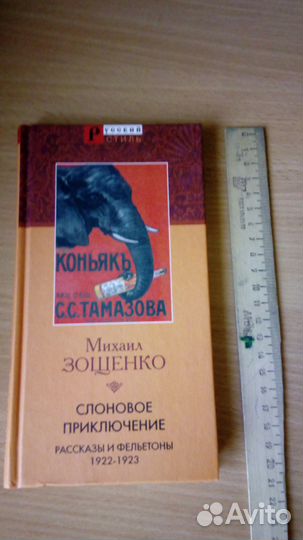 Русский
Стиль
КОНЬЯКЪ
С.С.ТАМАЗОВА
Михаил
ЗОЩЕНКО
СЛОНОВОЕ
ПРИКЛЮЧЕНИЕ
РАССКАЗЫ И ФЕЛЬЕТОНЫ
1922-1923
Avito